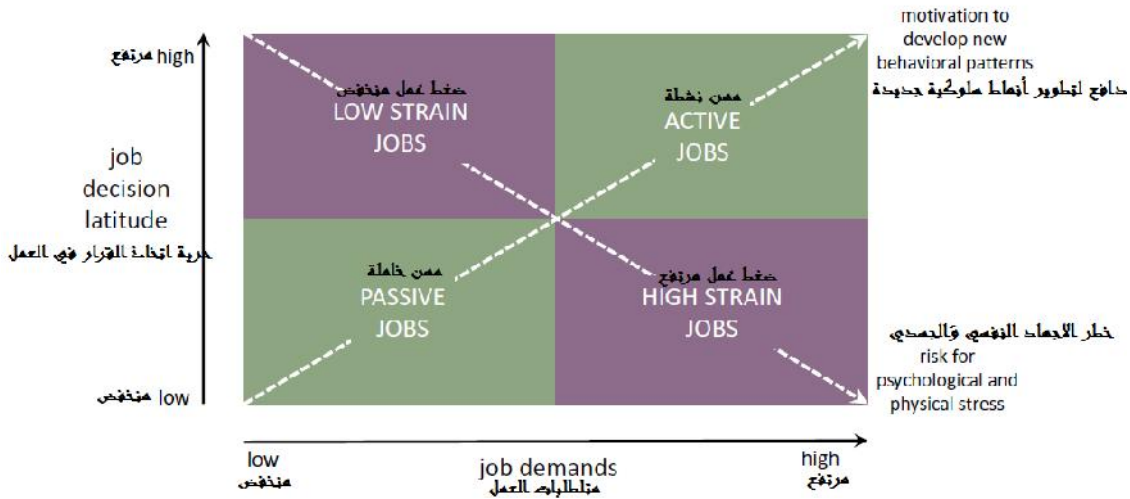 مرتفع high
motivation to
develop new
behavioral patterns
دافع لتطوير أنماط سلوكية جديدة
ضغط عمل منخفض
LOW STRAIN
JOBS
مهن نشطة
ACTIVE
JOBS
job
decision
latitude
حرية اتخاذ القرار في العمل
مهن خاملة
PASSIVE
JOBS
ضغط عمل مرتفع
HIGH STRAIN
JOBS
خطر الاجهاد النفسي والجسدي
risk for
psychological and
physical stress
منخفض low
low
منخفض
job demands
متطلبات العمل
high
مرتفع